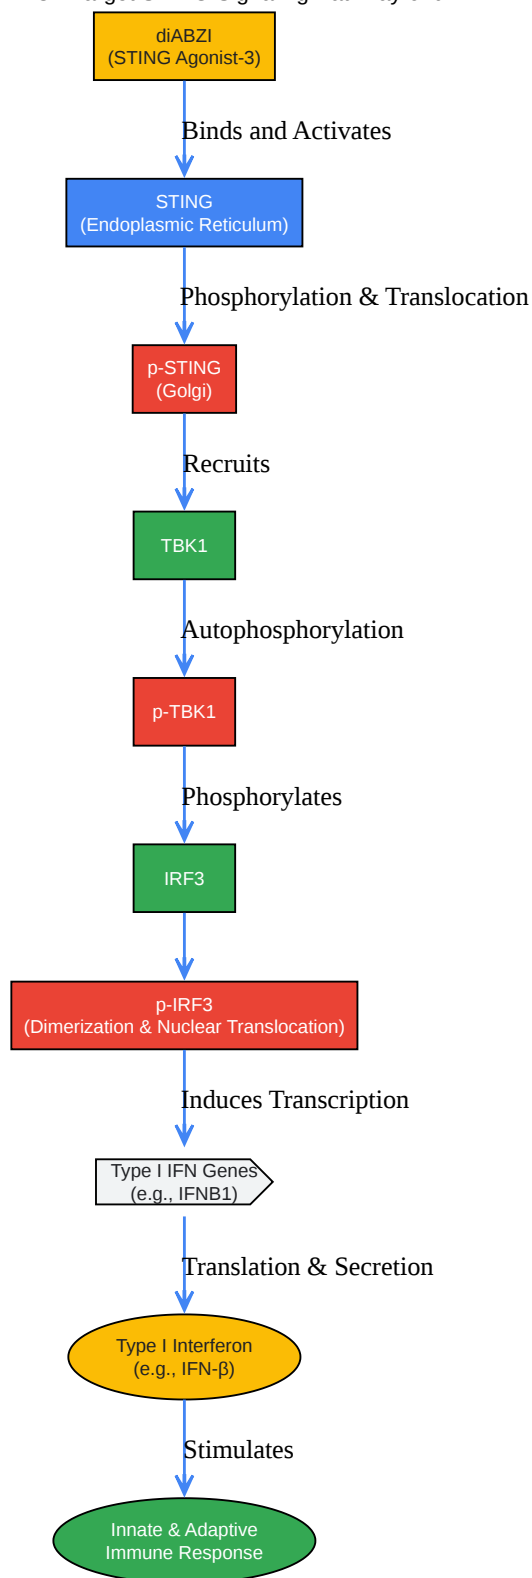 diABZI
(STING Agonist-3)
Binds and Activates
STING
(Endoplasmic Reticulum)
Phosphorylation & Translocation
p-STING
(Golgi)
Recruits
TBK1
Autophosphorylation
p-TBK1
Phosphorylates
IRF3
p-IRF3
(Dimerization & Nuclear Translocation)
Induces Transcription
Type I IFN Genes
(e.g., IFNB1)
Translation & Secretion
Type I Interferon
(e.g., IFN-β)
Stimulates
Innate & Adaptive
Immune Response